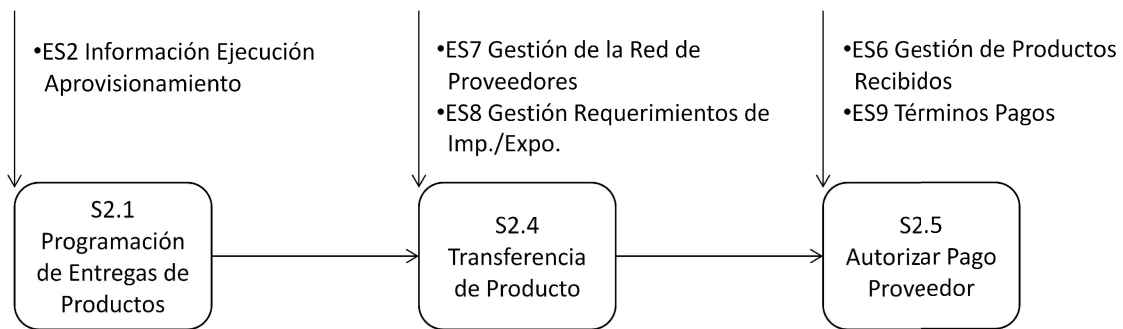 •ES2 Información Ejecución
Aprovisionamiento
•ES7 Gestión de la Red de
Proveedores
•ES8 Gestión Requerimientos de
Imp./Expo.
•ES6 Gestión de Productos
Recibidos
•ES9 Términos Pagos
S2.1
Programación
de Entregas de
Productos
S2.4
Transferencia
de Producto
S2.5
Autorizar Pago
Proveedor